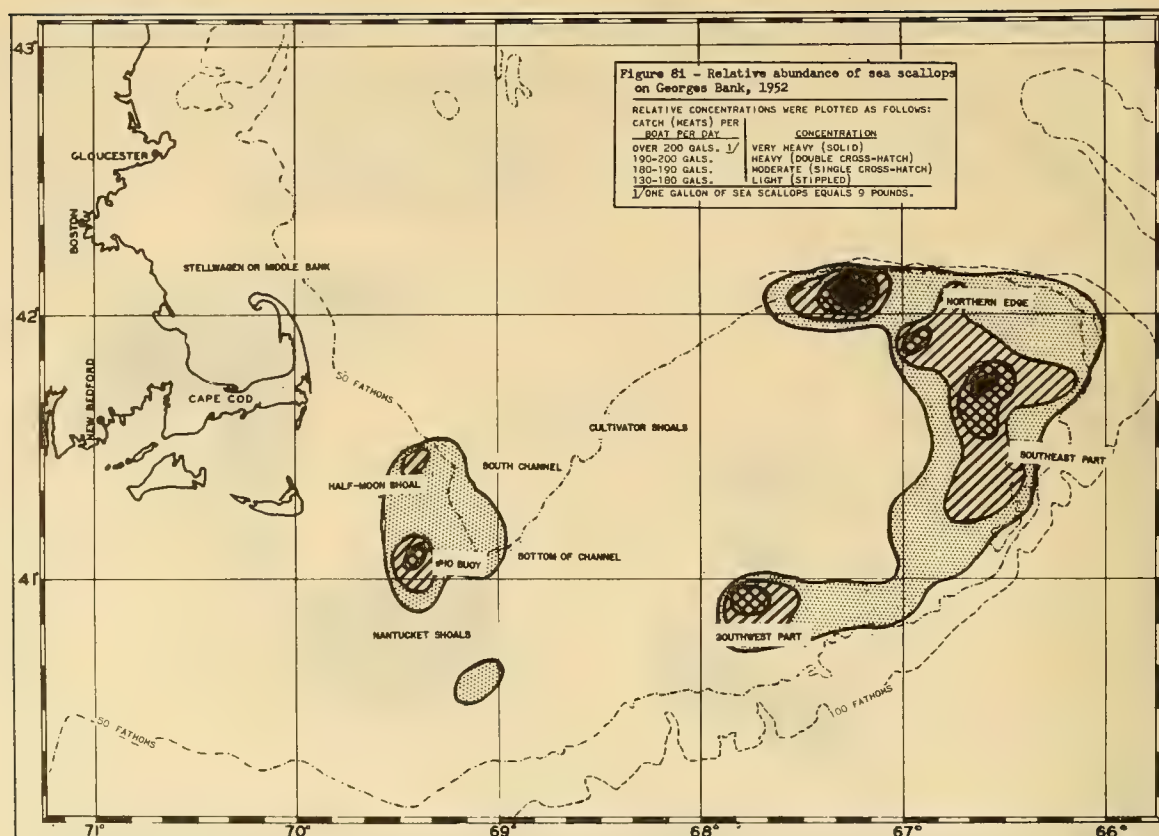 Figure 81 - Relative abundance of sea scallops
on Georges Bank, 1952
RELATIVE CONCENTRATIONS WERE PLOTTED AS FOLLOWS:
CATCH (MEATS) PER
BOAT PER DAY CONCENTRATION
OVER 200 GALS. 1/ VERY HEAVY (SOLID)
190-200 GALS. HEAVY (DOUBLE CROSS-HATCH)
180-190 GALS. MODERATE (SINGLE CROSS-HATCH)
130-180 GALS. LIGHT (STIPPLED)
1/ONE GALLON OF SEA SCALLOPS EQUALS 9 POUNDS.
43°
GLOUCESTER
BOSTON
STELLWAGEN OR MIDDLE BANK
42°
NORTHERN EDGE
50 FATHOMS
NEW BEDFORD
CAPE COD
CULTIVATOR SHOALS
SOUTH CHANNEL
SOUTHEAST PART
HALF-MOON SHOAL
#10 BUOY
BOTTOM OF CHANNEL
41°
NANTUCKET SHOALS
SOUTHWEST PART
50 FATHOMS
100 FATHOMS
71° 70° 69° 68° 67° 66°